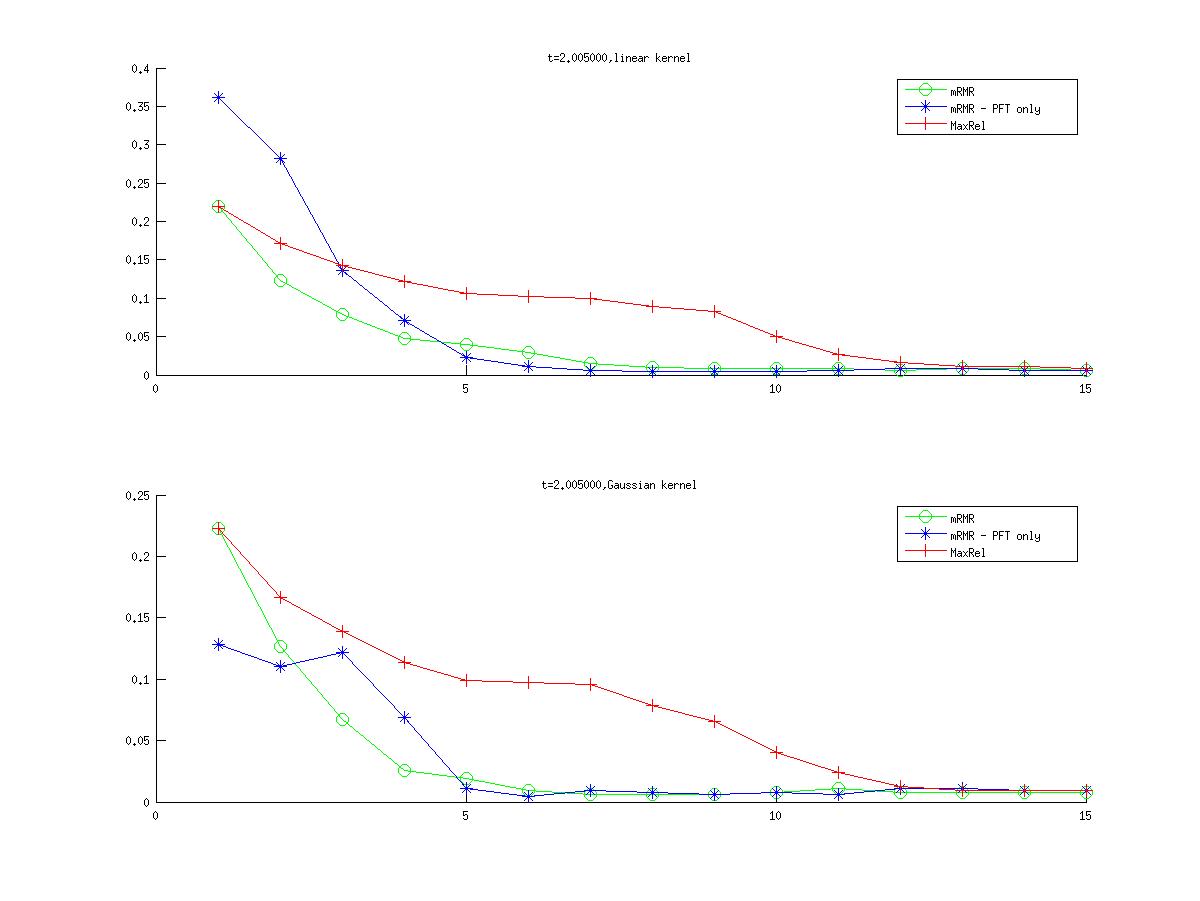 t=2.005000,linear kernel
0.4
0.35
0.3
0.25
0.2
0.15
0.1
0.05
0
0 5 10 15
mRMR
mRMR - PFT only
MaxRel
t=2.005000,Gaussian kernel
0.25
0.2
0.15
0.1
0.05
0
0 5 10 15
mRMR
mRMR - PFT only
MaxRel